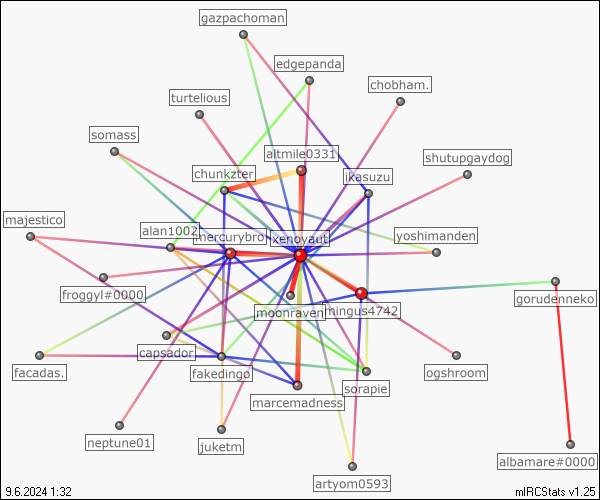 gazpachoman
edgepanda
chobham.
turtelious
somass
altmile0331
shutupgaydog
chunkzter
ikasuzu
majestico
alan1002
mercurybro
xenoyaut
yoshimanden
froggyl#0000
moonraven
mingus4742
gorudenneko
capsador
facadas.
fakedingo
sorapie
ogshroom
marcemadness
neptune01
juketm
albamare#0000
artyom0593
9.6.2024 1:32
mIRCStats v1.25